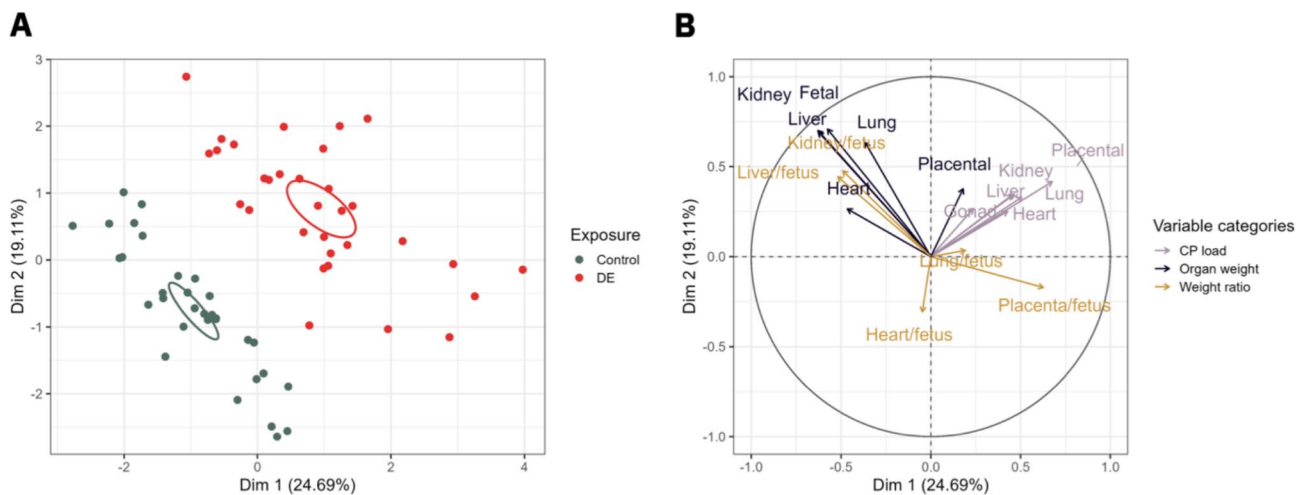 A
3
2
1
0
-1
-2
-2
0
2
4
Dim 1 (24.69%)
Dim 2 (19.11%)
Exposure
Control
DE
B
1.0
0.5
0.0
-0.5
-1.0
-1.0
-0.5
0.0
0.5
1.0
Dim 1 (24.69%)
Dim 2 (19.11%)
Kidney
Fetal
Liver
Lung
Kidney/fetus
Liver/fetus
Heart
Placental
Placental
Kidney
Liver
Lung
Gonad
Heart
Lung/fetus
Placenta/fetus
Heart/fetus
Variable categories
CP load
Organ weight
Weight ratio